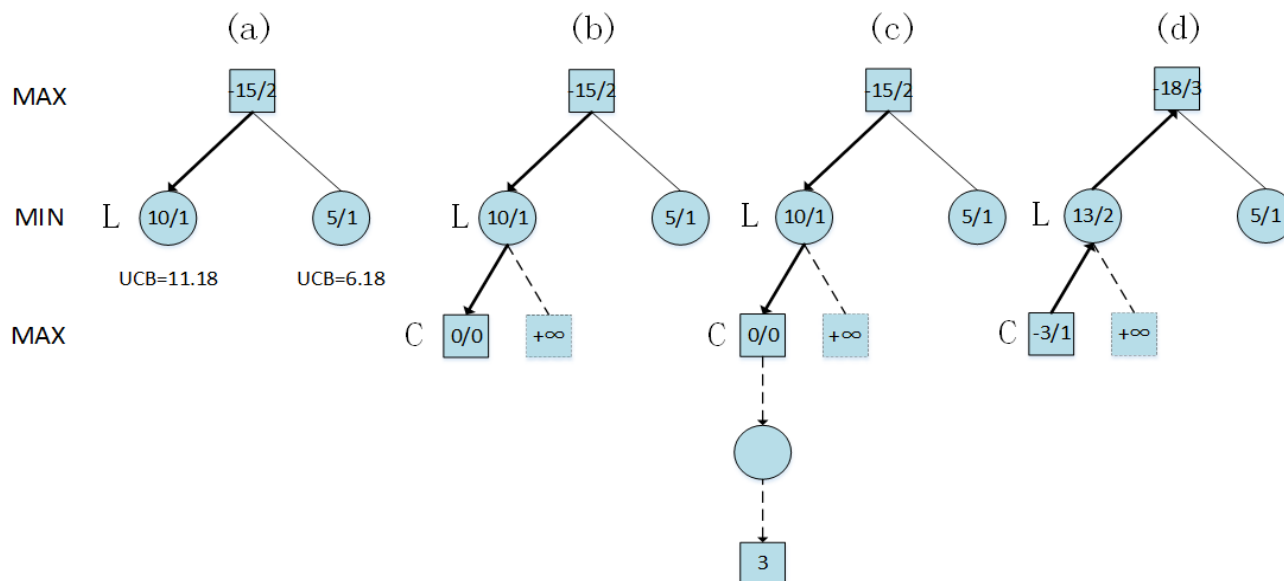 (a) (b) (c) (d)
MAX -15/2 -15/2 -15/2 -18/3
MIN L 10/1 5/1 L 10/1 5/1 L 10/1 5/1 L 13/2 5/1
UCB=11.18 UCB=6.18
MAX C 0/0 +∞ C 0/0 +∞ C -3/1 +∞
3